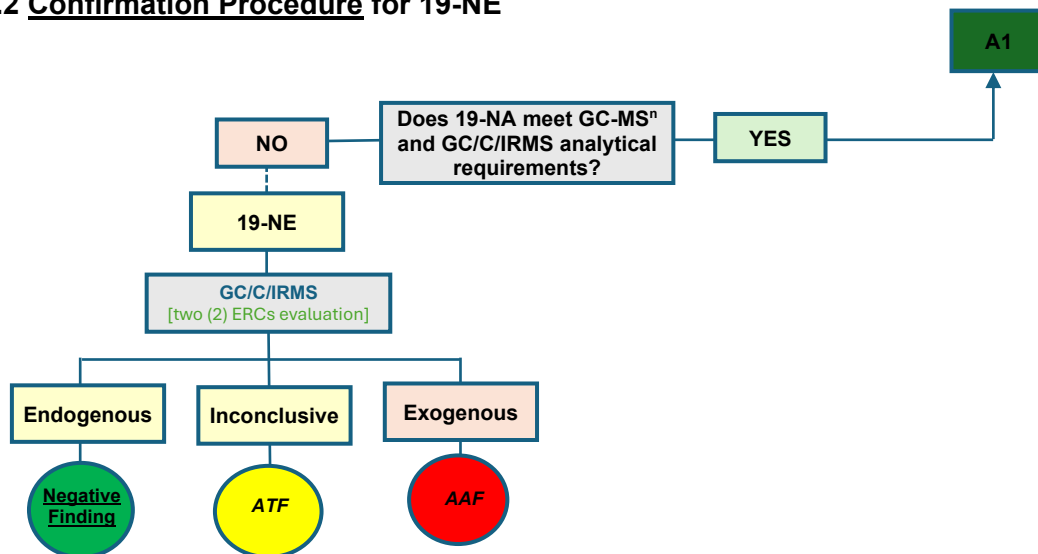 .2 Confirmation Procedure for 19-NE
A1
Does 19-NA meet GC-MSⁿ
and GC/C/IRMS analytical
requirements?
NO
YES
19-NE
GC/C/IRMS
[two (2) ERCs evaluation]
Endogenous
Inconclusive
Exogenous
Negative
Finding
ATF
AAF